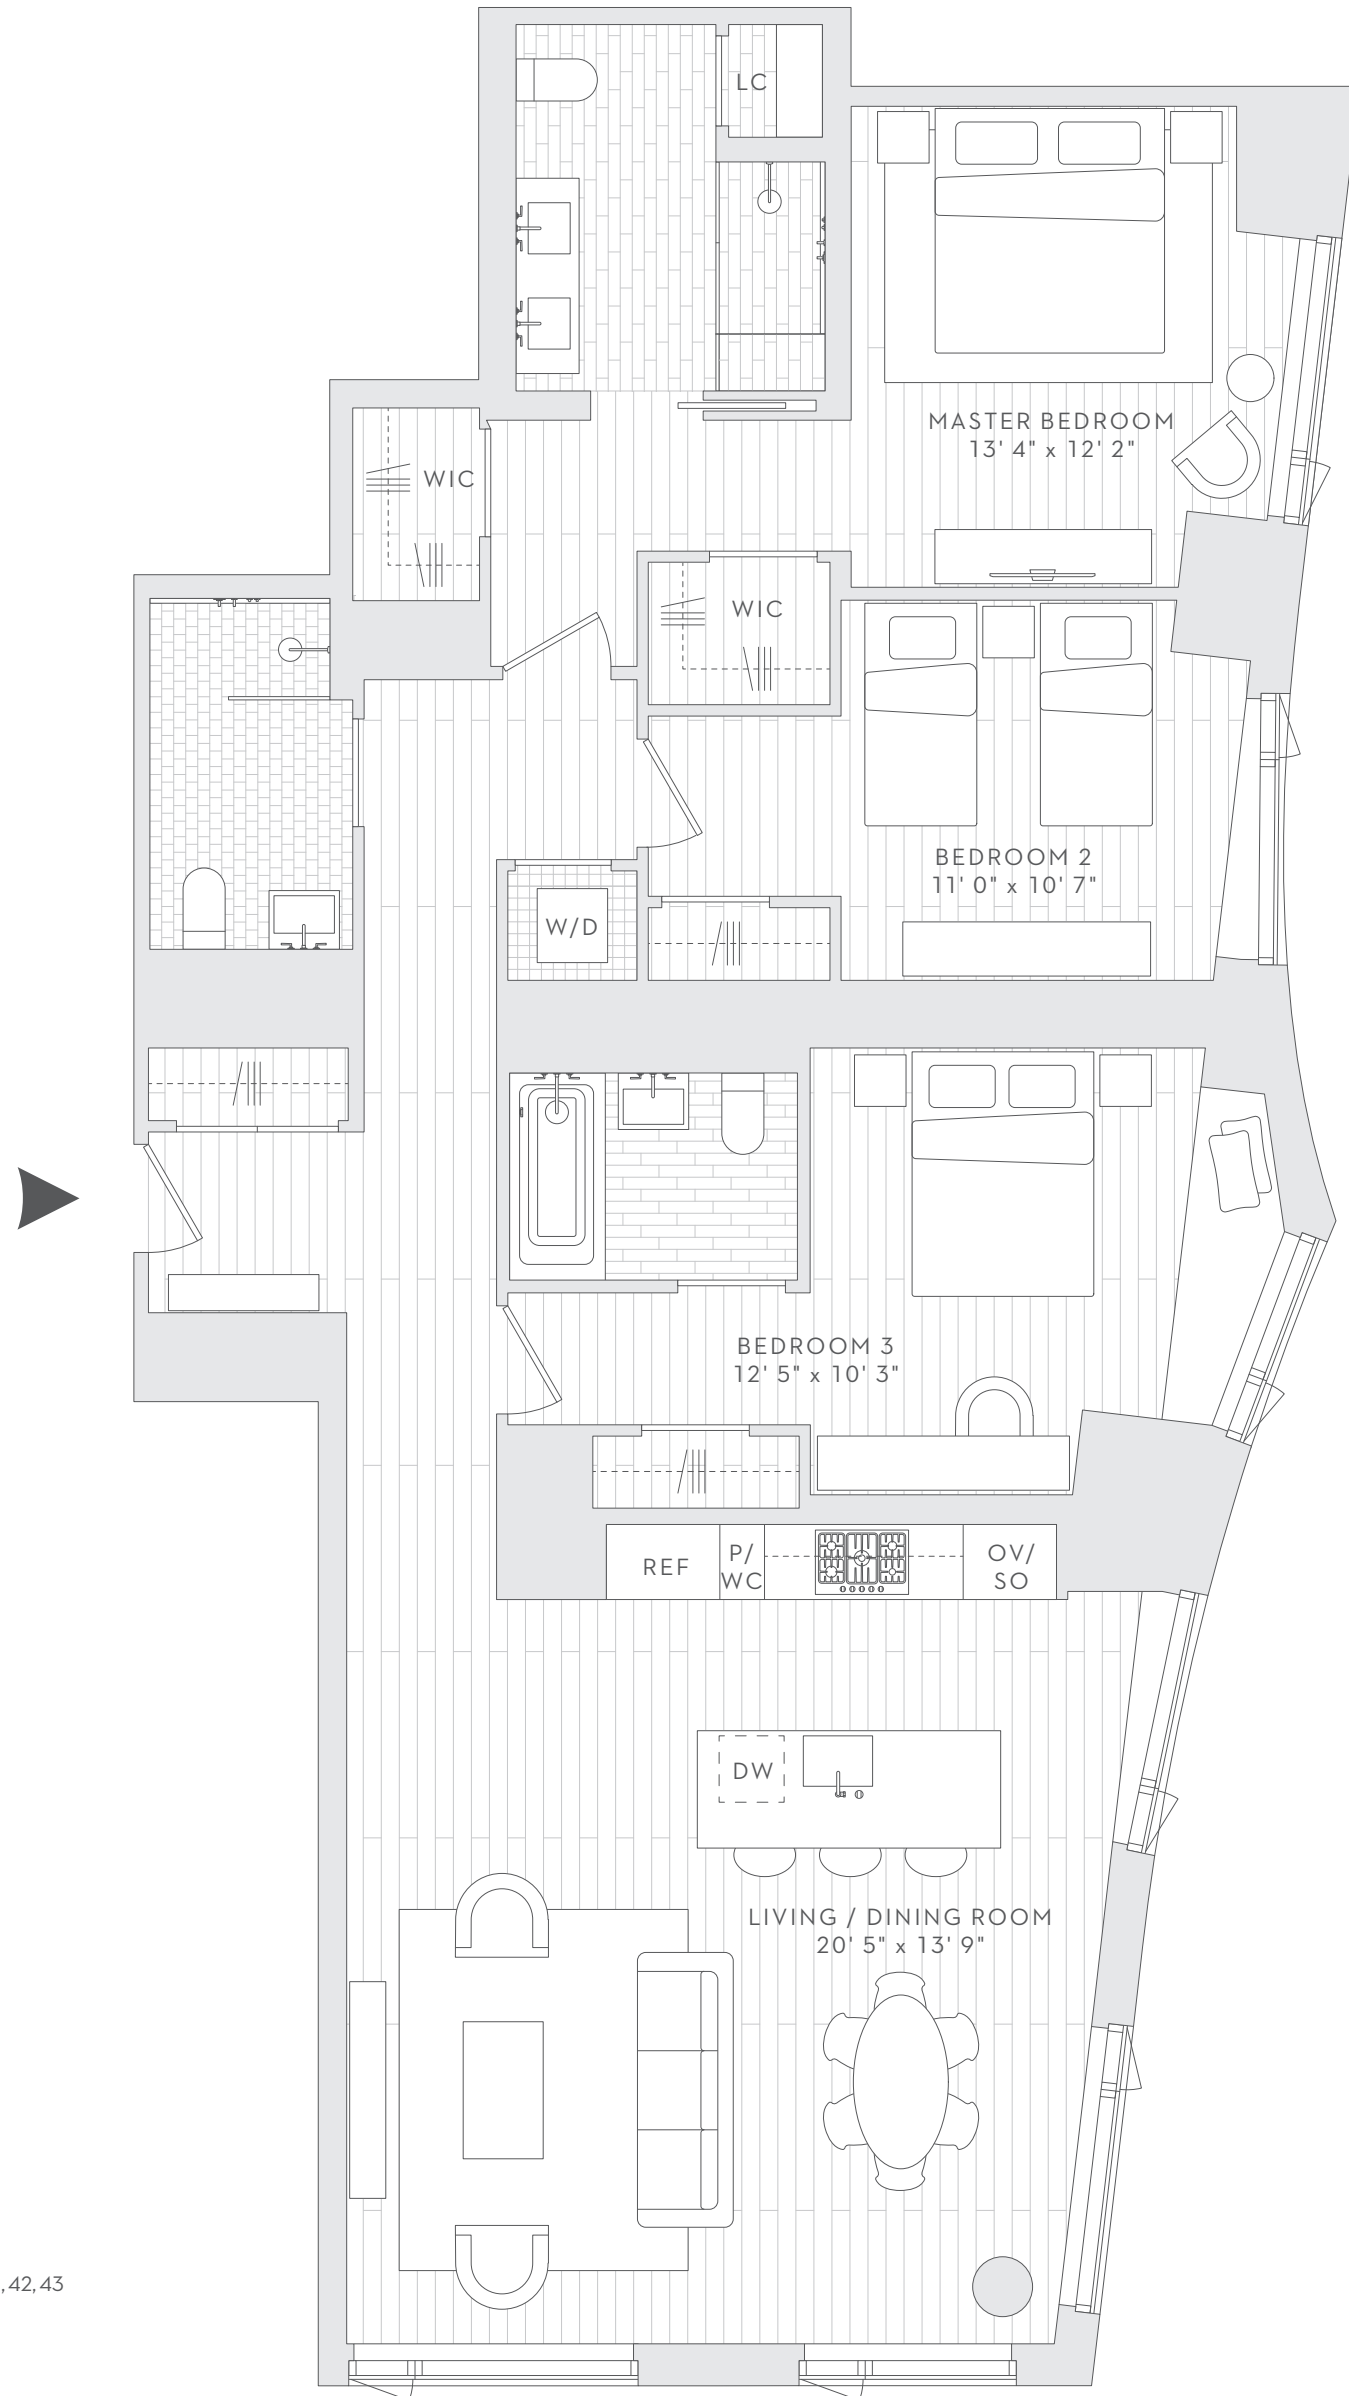 LC
MASTER BEDROOM
13' 4" x 12' 2"
WIC
WIC
BEDROOM 2
11' 0" x 10' 7"
W/D
BEDROOM 3
12' 5" x 10' 3"
REF
P/
WC
OV/
SO
DW
LIVING / DINING ROOM
20' 5" x 13' 9"
,42,43